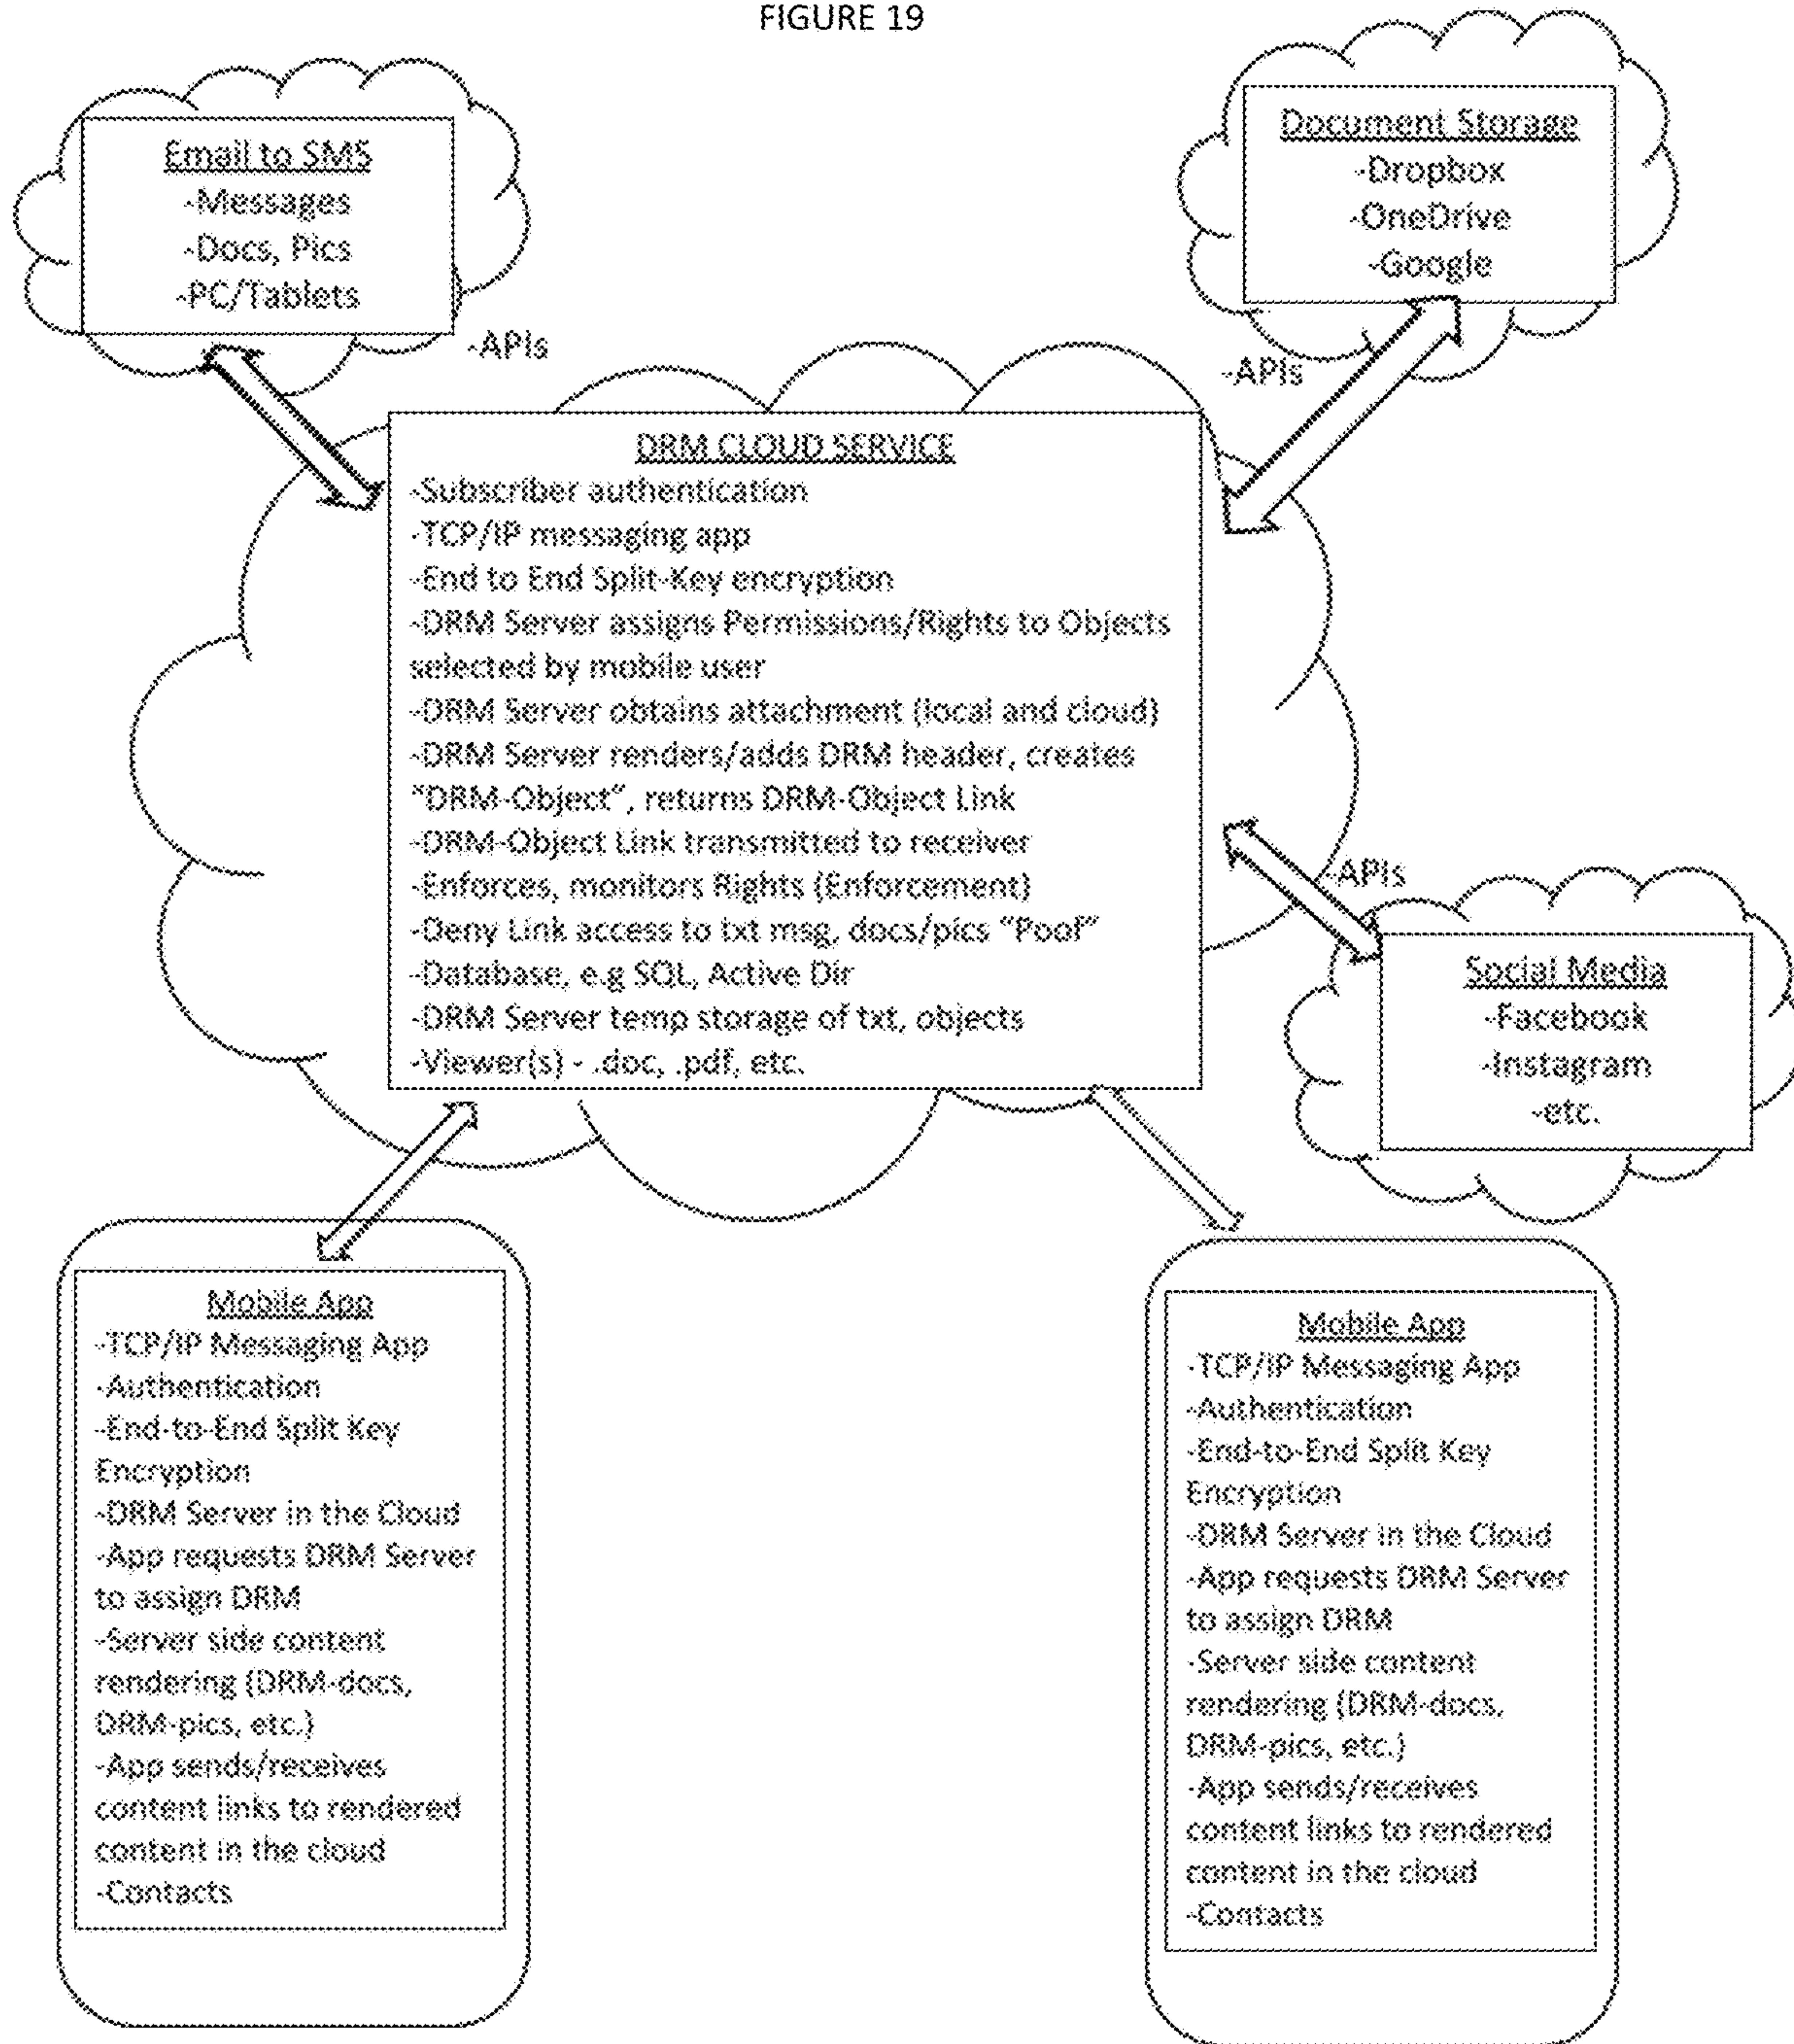 FIGURE 19
Email to SMS
-Messages
-Docs, Pics
-PC/Tablets
-APIs
Document Storage
-Dropbox
-OneDrive
-Google
-APIs
DRM CLOUD SERVICE
-Subscriber authentication
-TCP/IP messaging app
-End to End Split-Key encryption
-DRM Server assigns Permissions/Rights to Objects
selected by mobile user
-DRM Server obtains attachment (local and cloud)
-DRM Server renders/adds DRM header, creates
"DRM-Object", returns DRM-Object Link
-DRM-Object Link transmitted to receiver
-Enforces, monitors Rights (Enforcement)
-Deny Link access to txt msg, docs/pics "Poof"
-Database, e.g SQL, Active Dir
-DRM Server temp storage of txt, objects
-Viewer(s) - .doc, .pdf, etc.
-APIs
Social Media
-Facebook
-Instagram
-etc.
Mobile App
-TCP/IP Messaging App
-Authentication
-End-to-End Split Key
Encryption
-DRM Server in the Cloud
-App requests DRM Server
to assign DRM
-Server side content
rendering (DRM-docs,
DRM-pics, etc.)
-App sends/receives
content links to rendered
content in the cloud
-Contacts
Mobile App
-TCP/IP Messaging App
-Authentication
-End-to-End Split Key
Encryption
-DRM Server in the Cloud
-App requests DRM Server
to assign DRM
-Server side content
rendering (DRM-docs,
DRM-pics, etc.)
-App sends/receives
content links to rendered
content in the cloud
-Contacts